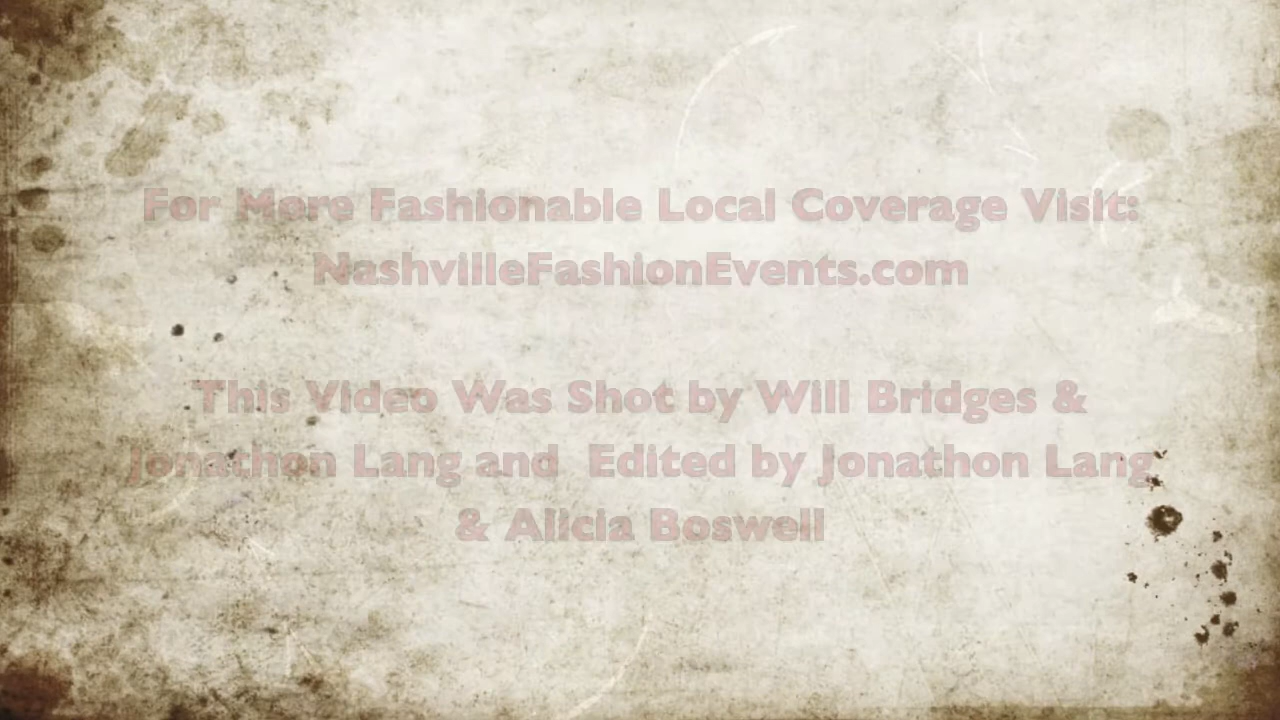 For More Fashionable Local Coverage Visit:
NashvilleFashionEvents.com
This Video Was Shot by Will Bridges &
Jonathon Lang and Edited by Jonathon Lang
& Alicia Boswell